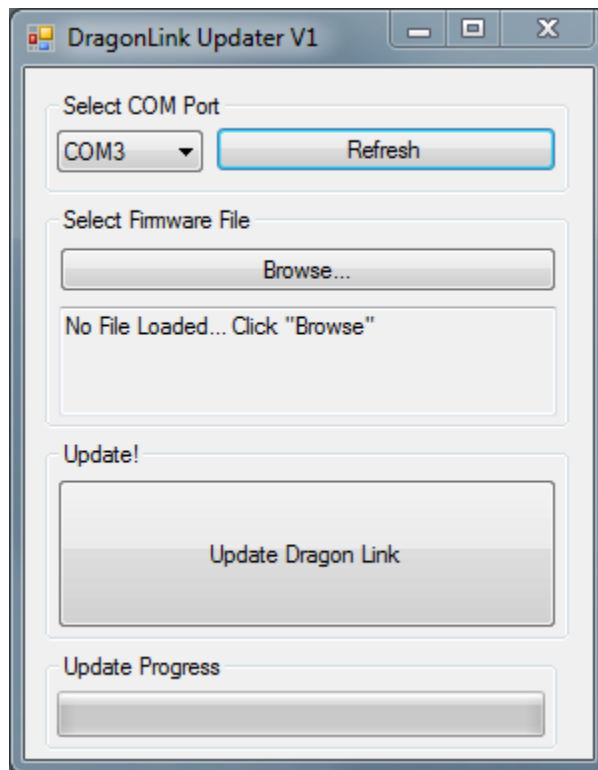 DragonLink Updater V1
Select COM Port
COM3 Refresh
Select Firmware File
Browse...
No File Loaded... Click "Browse"
Update!
Update Dragon Link
Update Progress